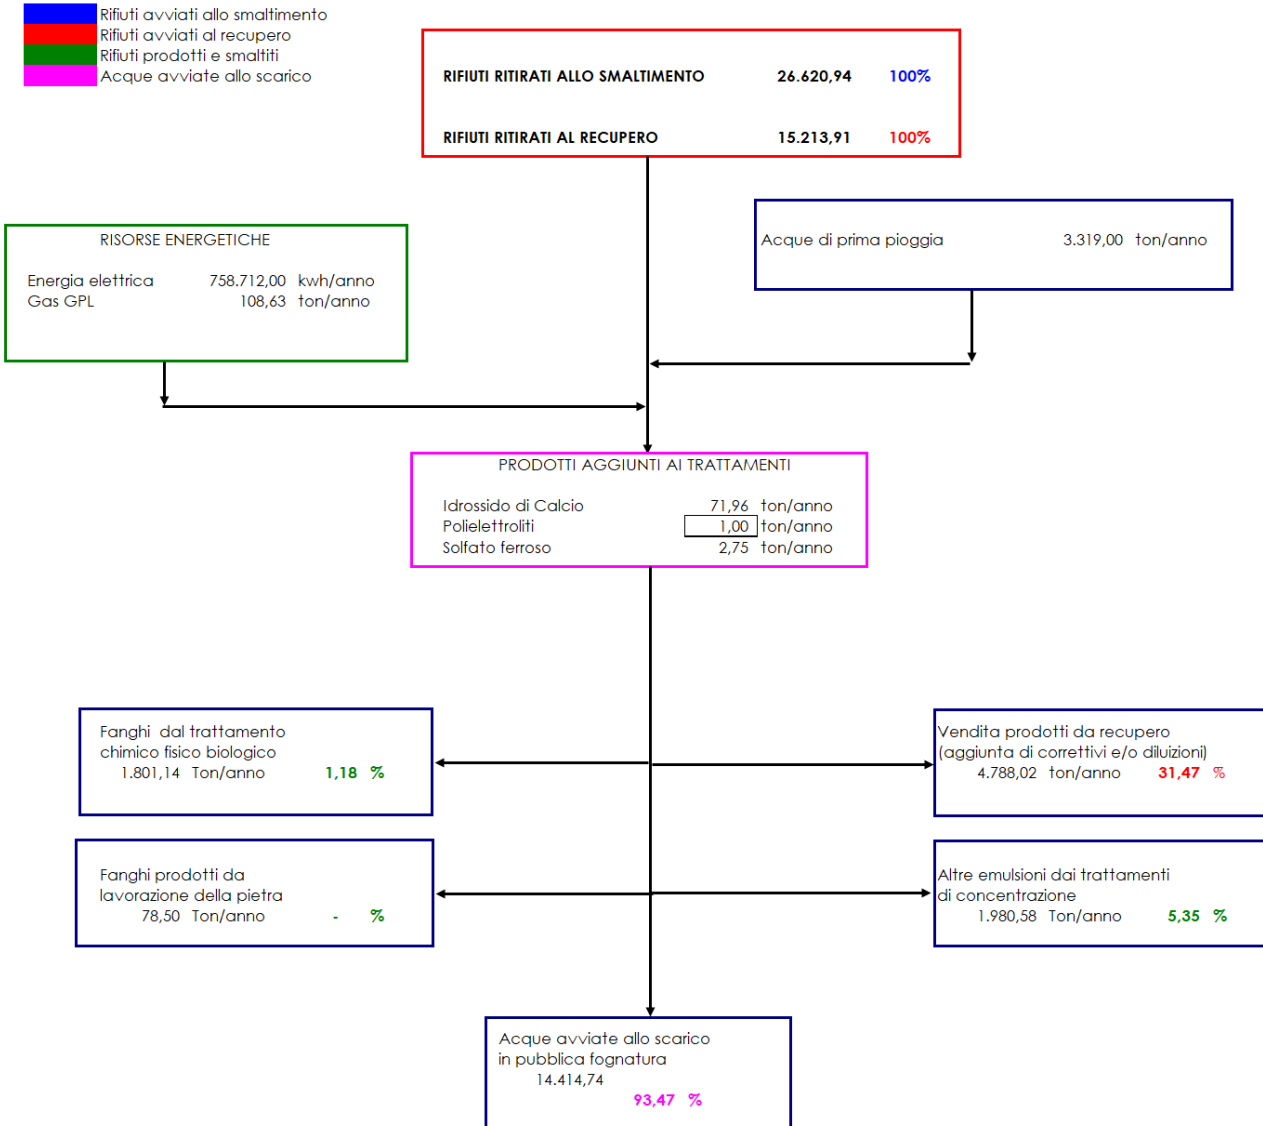 Rifiuti avviati allo smaltimento
Rifiuti avviati al recupero
Rifiuti prodotti e smaltiti
Acque avviate allo scarico
RIFIUTI RITIRATI ALLO SMALTIMENTO 26.620,94 100%
RIFIUTI RITIRATI AL RECUPERO 15.213,91 100%
RISORSE ENERGETICHE
Energia elettrica 758.712,00 kwh/anno
Gas GPL 108,63 ton/anno
Acque di prima pioggia 3.319,00 ton/anno
PRODOTTI AGGIUNTI AI TRATTAMENTI
Idrossido di Calcio 71,96 ton/anno
Polielettroliti 1,00 ton/anno
Solfato ferroso 2,75 ton/anno
Fanghi dal trattamento
chimico fisico biologico
1.801,14 Ton/anno 1,18 %
Vendita prodotti da recupero
(aggiunta di correttivi e/o diluizioni)
4.788,02 ton/anno 31,47 %
Fanghi prodotti da
lavorazione della pietra
78,50 Ton/anno - %
Altre emulsioni dai trattamenti
di concentrazione
1.980,58 Ton/anno 5,35 %
Acque avviate allo scarico
in pubblica fognatura
14.414,74
93,47 %